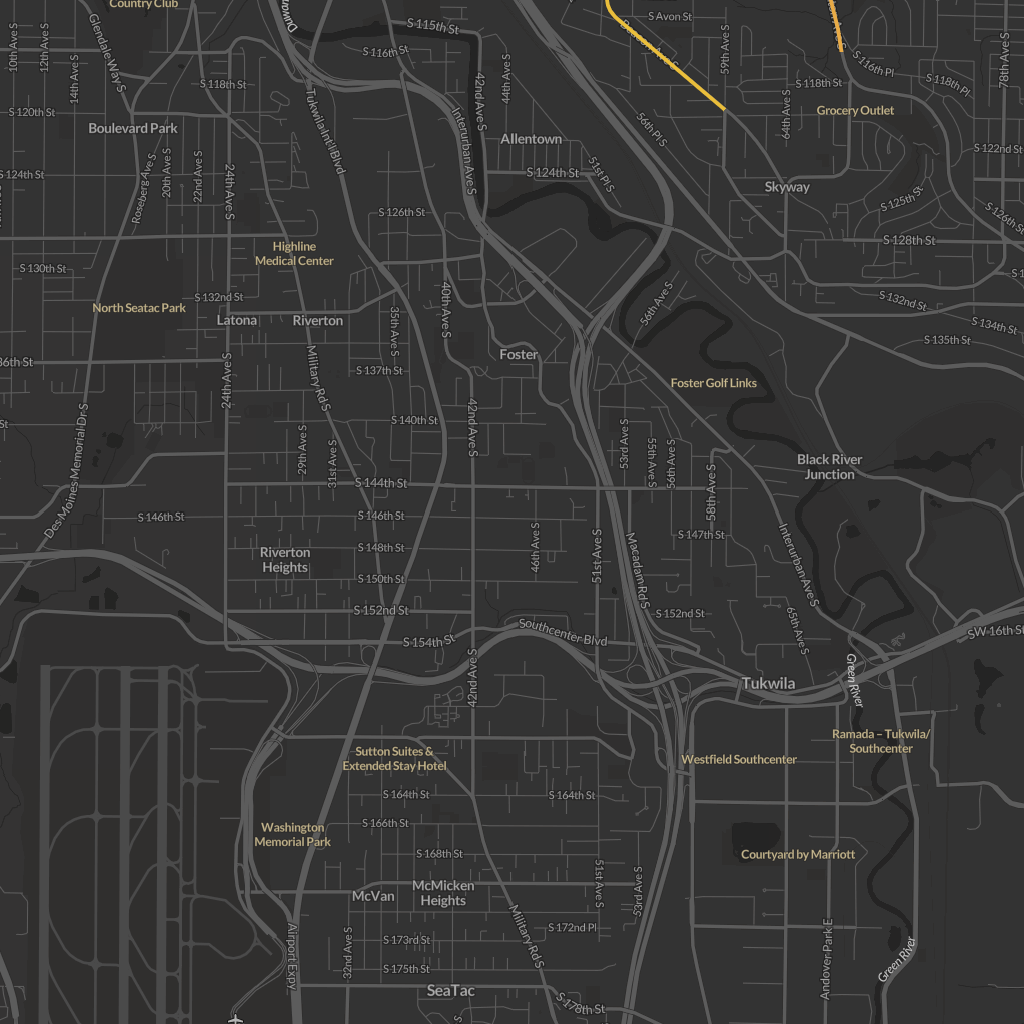 Country Club
S Avon St
S 115th St
10th Ave S
12th Ave S
Glendale Way S
59th Ave S
78th Ave S
S 116th St
S 116th Pl
14th Ave S
S 118th St
42nd Ave S
44th Ave S
S 118th St
S 118th Pl
S 120th St
Tukwila Int'l Blvd
Interurban Ave S
56th Pl S
64th Ave S
Grocery Outlet
Boulevard Park
Allentown
S 122nd St
S 124th St
Roseberg Ave S
20th Ave S
22nd Ave S
24th Ave S
S 124th St
51st Pl S
Skyway
S 126th St
S 125th St
S 126th St
Highline
Medical Center
S 128th St
S 130th St
S 132nd St
North Seatac Park
Latona
Riverton
35th Ave S
40th Ave S
56th Ave S
S 132nd St
S 134th St
S 135th St
36th St
24th Ave S
Military Rd S
S 137th St
Foster
Foster Golf Links
Des Moines Memorial Dr S
S 140th St
42nd Ave S
29th Ave S
31st Ave S
53rd Ave S
55th Ave S
56th Ave S
58th Ave S
Black River
Junction
S 144th St
S 146th St
S 146th St
S 147th St
Riverton
Heights
S 148th St
46th Ave S
51st Ave S
Macadam Rd S
Interurban Ave S
S 150th St
S 152nd St
S 152nd St
65th Ave S
S 154th St
Southcenter Blvd
SW 16th St
42nd Ave S
Tukwila
Green River
Sutton Suites &
Extended Stay Hotel
Westfield Southcenter
Ramada – Tukwila/
Southcenter
S 164th St
S 164th St
S 166th St
Washington
Memorial Park
S 168th St
Courtyard by Marriott
McVan
McMicken
Heights
51st Ave S
53rd Ave S
Airport Expy
32nd Ave S
Military Rd S
S 172nd Pl
S 173rd St
S 175th St
Andover Park E
Green River
SeaTac
S 178th St